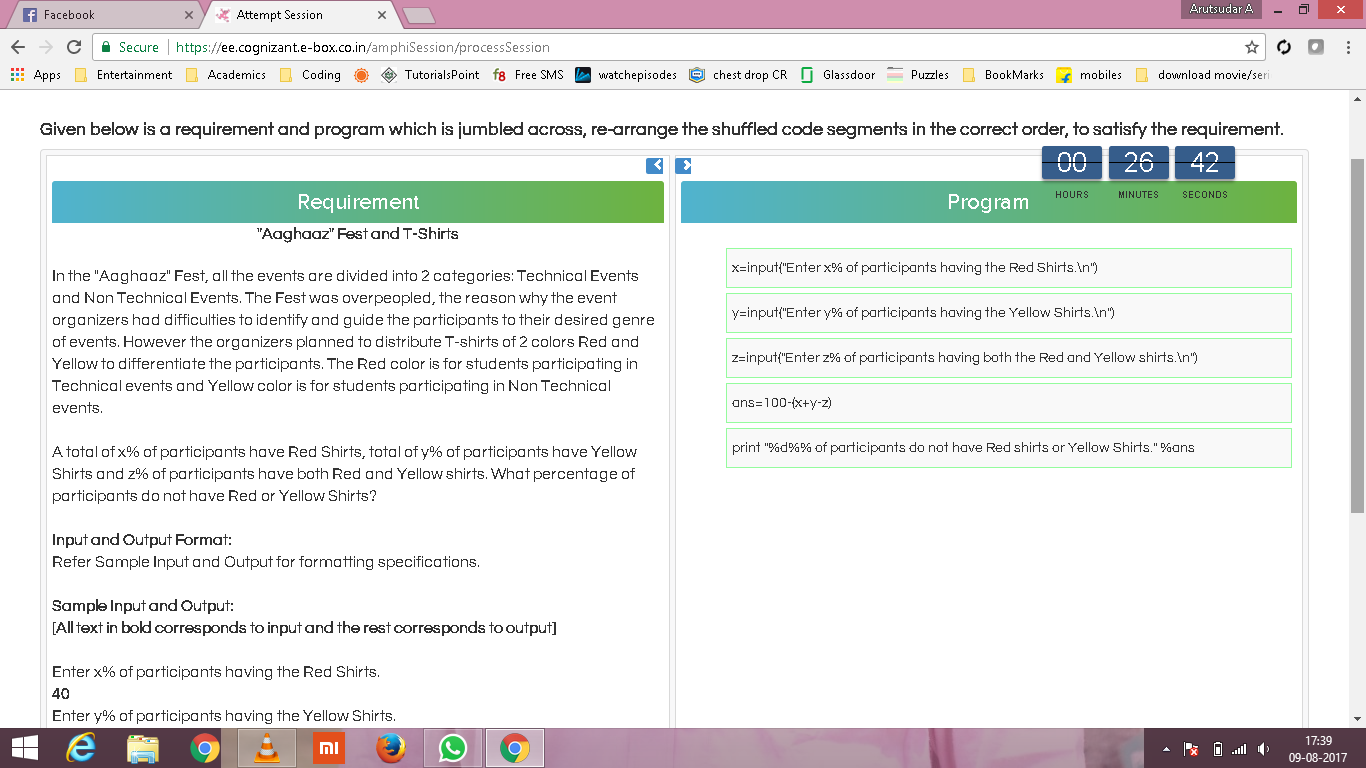 Facebook
Attempt Session
Arutsudar A
Secure
https://ee.cognizant.e-box.co.in/amphiSession/processSession
Apps Entertainment Academics Coding TutorialsPoint f8 Free SMS watchepisodes chest drop CR Glassdoor Puzzles BookMarks mobiles download movie/seri
Given below is a requirement and program which is jumbled across, re-arrange the shuffled code segments in the correct order, to satisfy the requirement.
00 26 42
HOURS MINUTES SECONDS
Requirement
"Aaghaaz" Fest and T-Shirts
In the "Aaghaaz" Fest, all the events are divided into 2 categories: Technical Events
and Non Technical Events. The Fest was overpeopled, the reason why the event
organizers had difficulties to identify and guide the participants to their desired genre
of events. However the organizers planned to distribute T-shirts of 2 colors Red and
Yellow to differentiate the participants. The Red color is for students participating in
Technical events and Yellow color is for students participating in Non Technical
events.
A total of x% of participants have Red Shirts, total of y% of participants have Yellow
Shirts and z% of participants have both Red and Yellow shirts. What percentage of
participants do not have Red or Yellow Shirts?
Input and Output Format:
Refer Sample Input and Output for formatting specifications.
Sample Input and Output:
[All text in bold corresponds to input and the rest corresponds to output]
Enter x% of participants having the Red Shirts.
40
Enter y% of participants having the Yellow Shirts.
Program
x=input("Enter x% of participants having the Red Shirts.\n")
y=input("Enter y% of participants having the Yellow Shirts.\n")
z=input("Enter z% of participants having both the Red and Yellow shirts.\n")
ans=100-(x+y-z)
print "%d%% of participants do not have Red shirts or Yellow Shirts." %ans
mi
17:39
09-08-2017